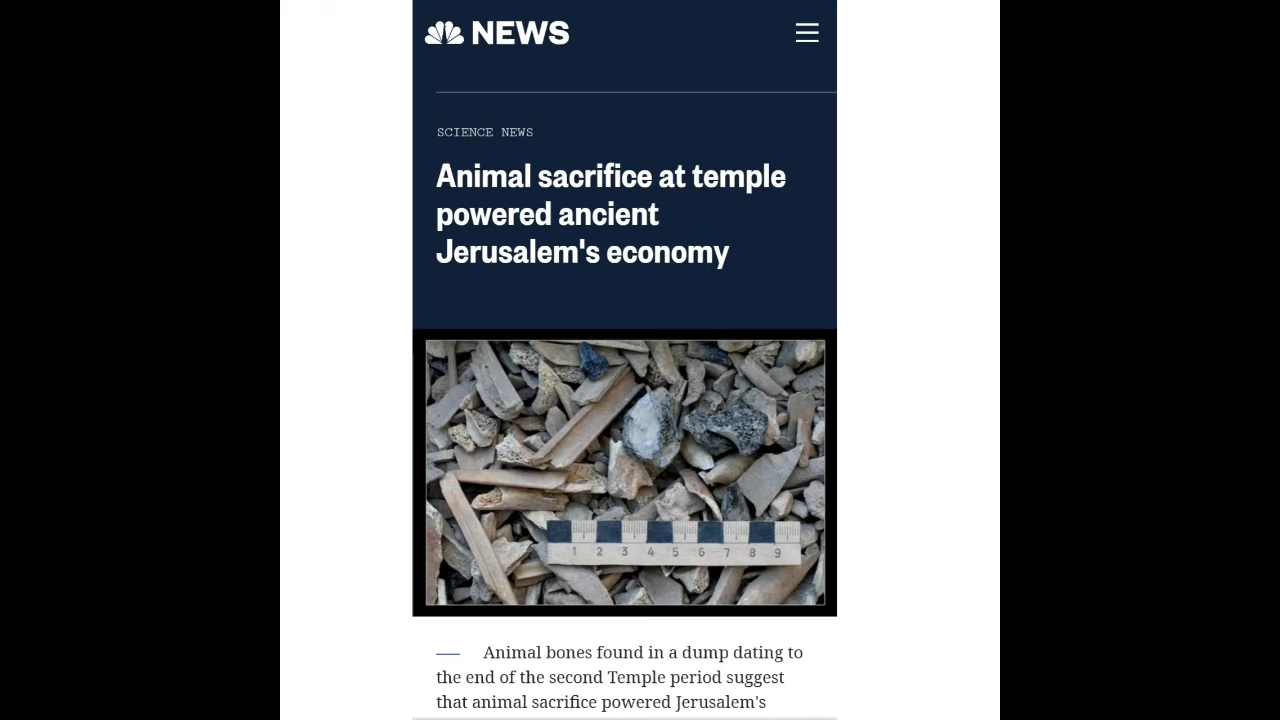 NEWS
SCIENCE NEWS
Animal sacrifice at temple
powered ancient
Jerusalem's economy
1 2 3 4 5 6 7 8 9
Animal bones found in a dump dating to
the end of the second Temple period suggest
that animal sacrifice powered Jerusalem's